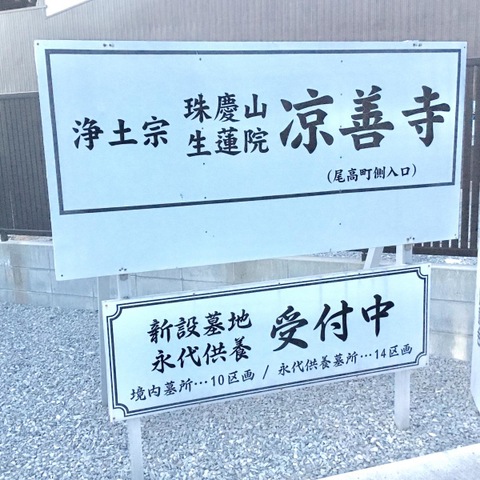 浄土宗 珠慶山 生蓮院 凉善寺
(尾高町側入口)
新設墓地 永代供養 受付中
境内墓所…10区画 / 永代供養墓所…14区画